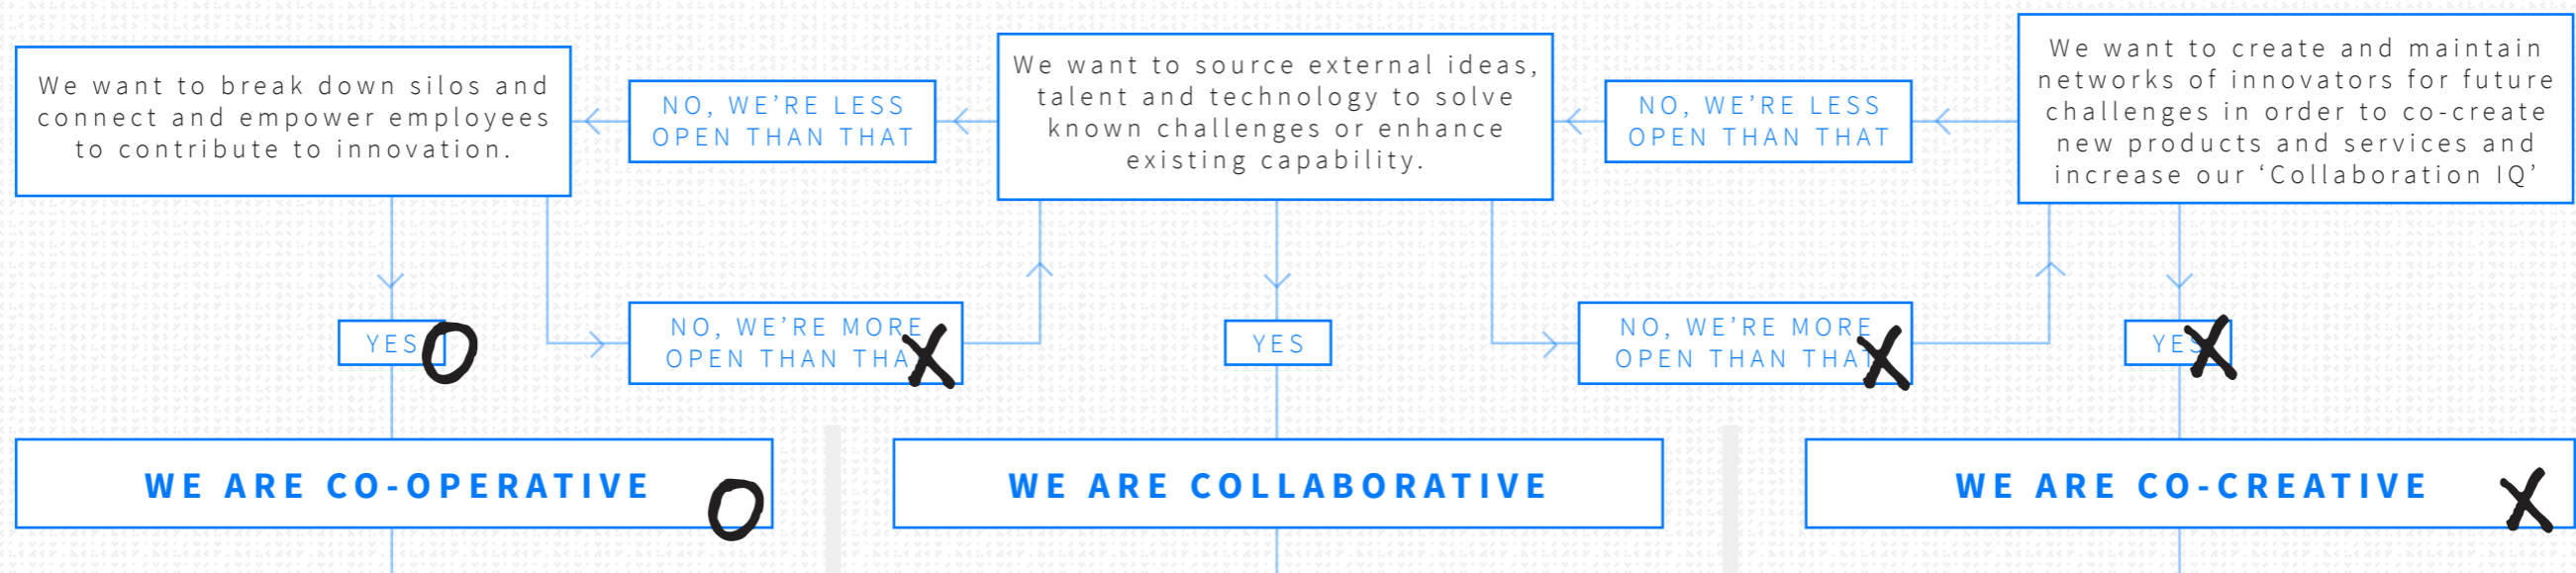 We want to break down silos and
connect and empower employees
to contribute to innovation.
NO, WE’RE LESS
OPEN THAN THAT
We want to source external ideas,
talent and technology to solve
known challenges or enhance
existing capability.
NO, WE’RE LESS
OPEN THAN THAT
We want to create and maintain
networks of innovators for future
challenges in order to co-create
new products and services and
increase our ‘Collaboration IQ’
YES
O
NO, WE’RE MORE
OPEN THAN THAT
X
YES
NO, WE’RE MORE
OPEN THAN THAT
X
YES
X
WE ARE CO-OPERATIVE
O
WE ARE COLLABORATIVE
WE ARE CO-CREATIVE
X